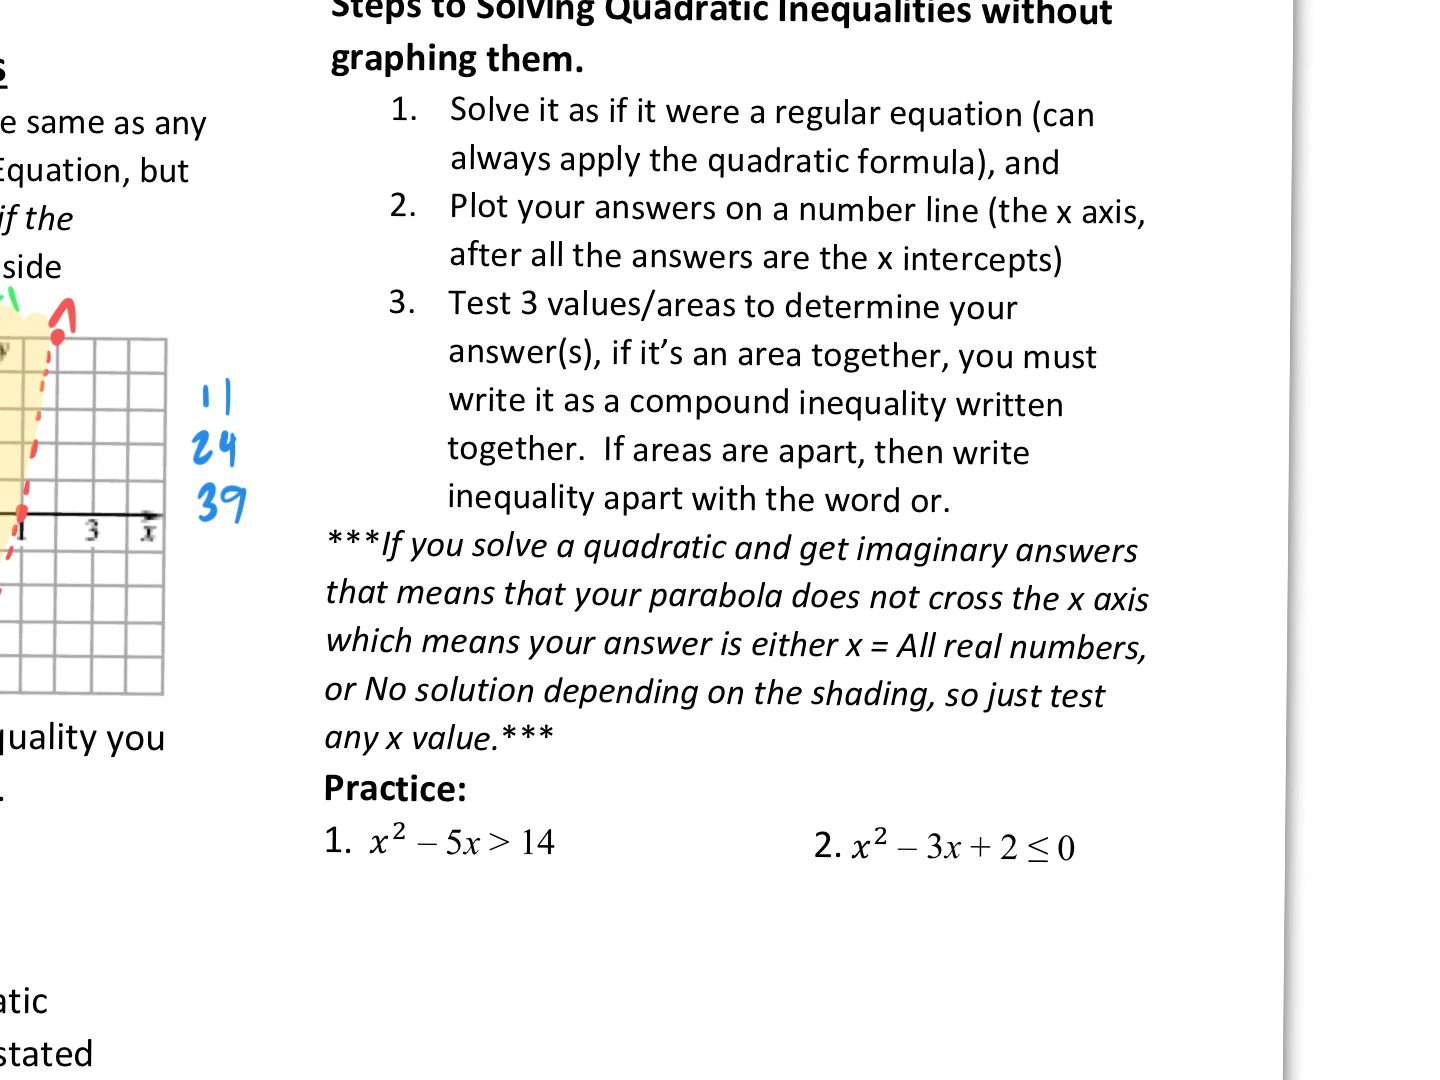 Steps to Solving Quadratic Inequalities without
graphing them.
1. Solve it as if it were a regular equation (can
always apply the quadratic formula), and
2. Plot your answers on a number line (the x axis,
after all the answers are the x intercepts)
3. Test 3 values/areas to determine your
answer(s), if it's an area together, you must
write it as a compound inequality written
together. If areas are apart, then write
inequality apart with the word or.
***If you solve a quadratic and get imaginary answers
that means that your parabola does not cross the x axis
which means your answer is either x = All real numbers,
or No solution depending on the shading, so just test
any x value.***
Practice:
1. x² – 5x > 14
2. x² – 3x + 2 ≤ 0
e same as any
Equation, but
if the
side
y
1 3 x
11
24
39
quality you
atic
stated